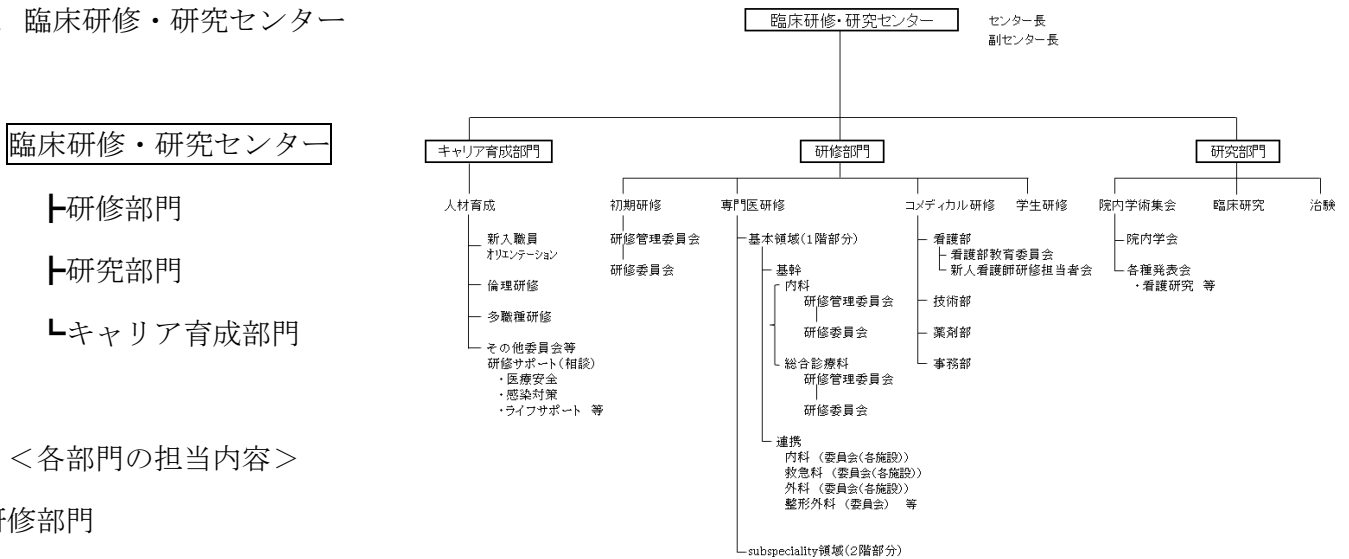 臨床研修・研究センター
臨床研修・研究センター
┣研修部門
┣研究部門
┗キャリア育成部門
＜各部門の担当内容＞
修部門
臨床研修・研究センター
センター長
副センター長
キャリア育成部門
研修部門
研究部門
人材育成
新入職員
オリエンテーション
倫理研修
多職種研修
その他委員会等
研修サポート(相談)
・医療安全
・感染対策
・ライフサポート 等
初期研修
研修管理委員会
研修委員会
専門医研修
基本領域(1階部分)
基幹
内科
研修管理委員会
研修委員会
総合診療科
研修管理委員会
研修委員会
連携
内科 (委員会(各施設))
救急科 (委員会(各施設))
外科 (委員会(各施設))
整形外科 (委員会) 等
subspeciality領域(2階部分)
コメディカル研修
看護部
看護部教育委員会
新人看護師研修担当者会
技術部
薬剤部
事務部
学生研修
院内学術集会
院内学会
各種発表会
・看護研究 等
臨床研究
治験